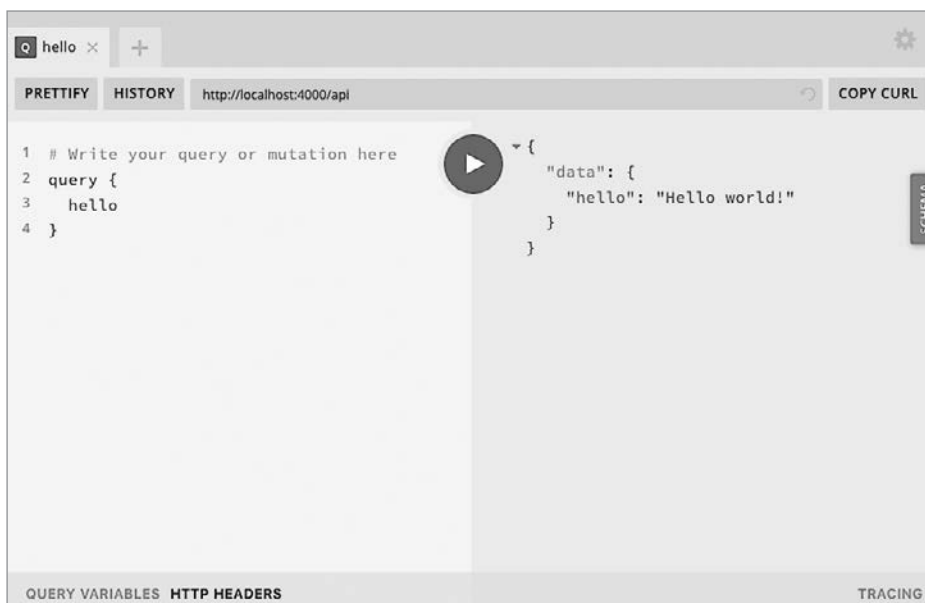 Q hello × +
PRETTIFY HISTORY http://localhost:4000/api COPY CURL
1 # Write your query or mutation here
2 query {
3 hello
4 }
{
"data": {
"hello": "Hello world!"
}
}
SCHEMA
QUERY VARIABLES HTTP HEADERS TRACING